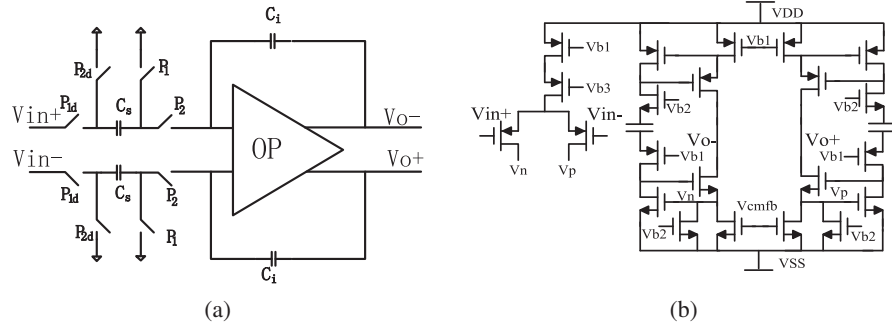 Ci
P2d
P1
Vin+
P1d
Cs
P2
Vo-
OP
Vin-
Vo+
P1d
Cs
P2
P2d
P1
Ci
(a)
VDD
Vb1
Vb1
Vb3
Vb2
Vb2
Vin+
Vin-
Vo-
Vo+
Vb1
Vb1
Vn
Vp
Vn
Vp
Vcmfb
Vb2
Vb2
VSS
(b)